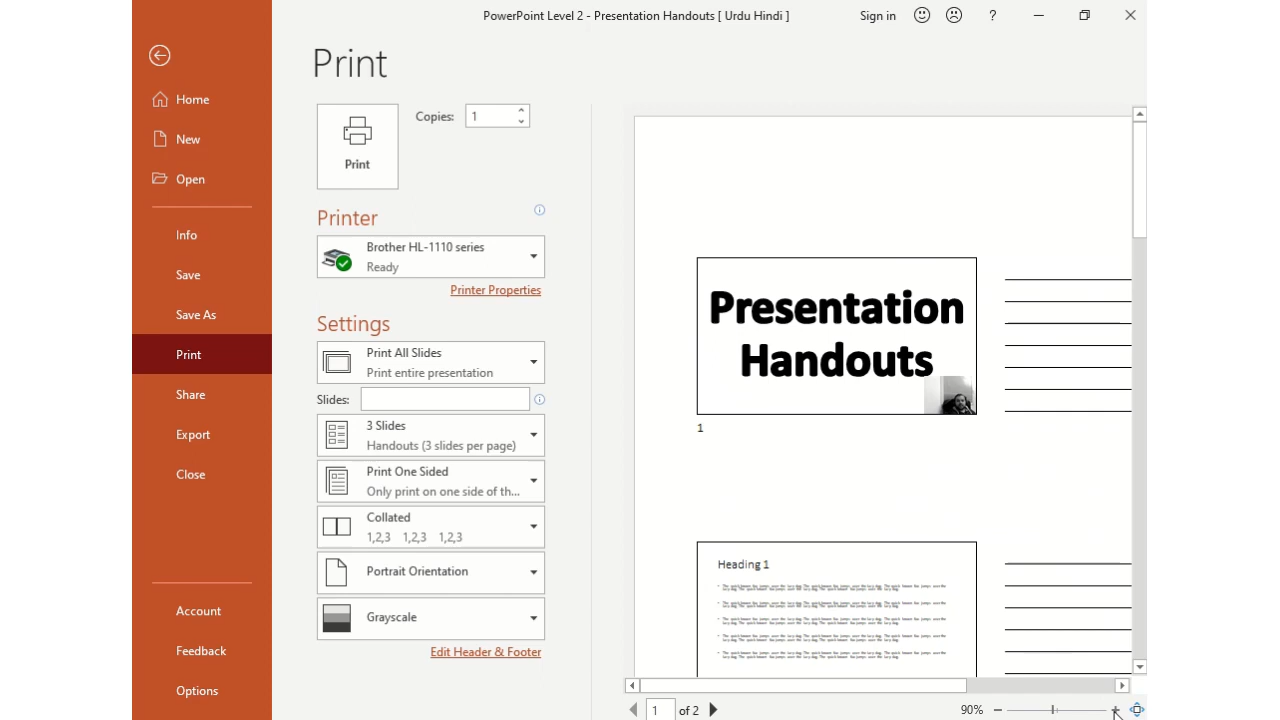 PowerPoint Level 2 - Presentation Handouts [ Urdu Hindi ]
Sign in
?
Print
Home
New
Open
Info
Save
Save As
Print
Share
Export
Close
Account
Feedback
Options
Print
Copies: 1
Printer
Brother HL-1110 series
Ready
Printer Properties
Settings
Print All Slides
Print entire presentation
Slides:
3 Slides
Handouts (3 slides per page)
Print One Sided
Only print on one side of th...
Collated
1,2,3 1,2,3 1,2,3
Portrait Orientation
Grayscale
Edit Header & Footer
Presentation
Handouts
1
Heading 1
1 of 2
90%